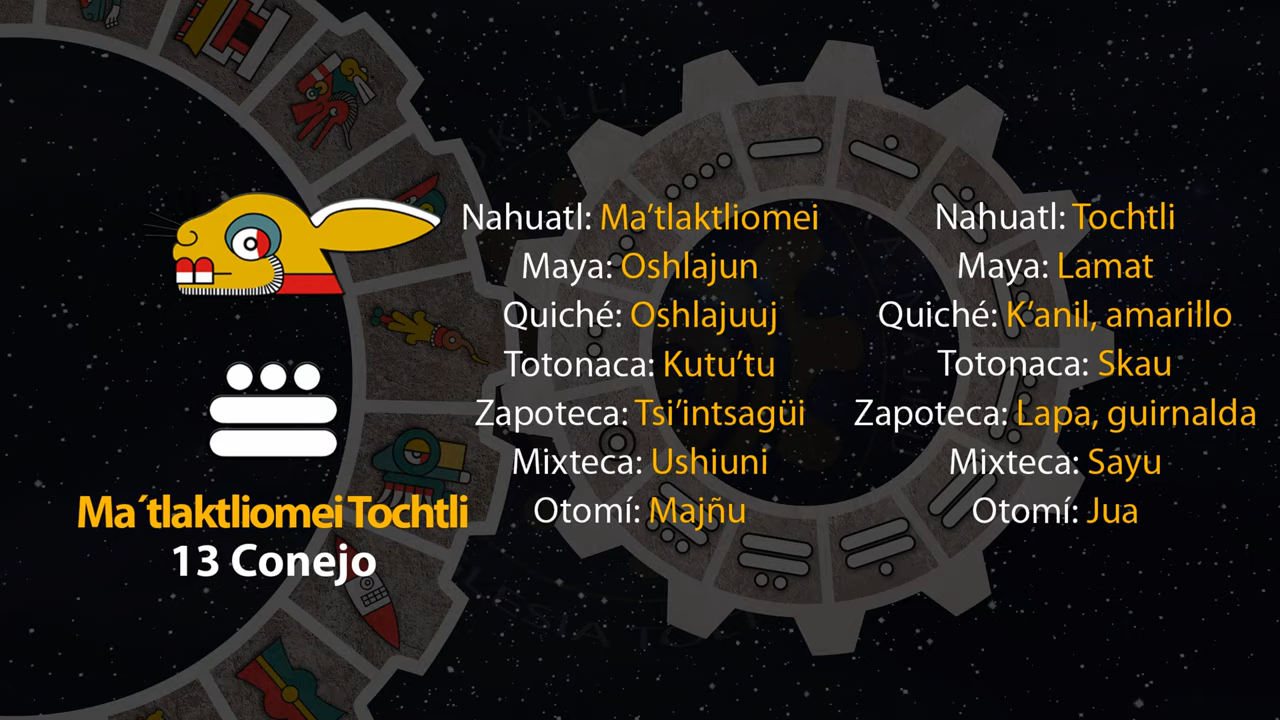 Nahuatl: Ma’tlaktliomei
Maya: Oshlajun
Quiché: Oshlajuuj
Totonaca: Kutu’tu
Zapoteca: Tsi’intsagüi
Mixteca: Ushiuni
Otomí: Majñu
Nahuatl: Tochtli
Maya: Lamat
Quiché: K’anil, amarillo
Totonaca: Skau
Zapoteca: Lapa, guirnalda
Mixteca: Sayu
Otomí: Jua
Ma´tlaktliomei Tochtli
13 Conejo